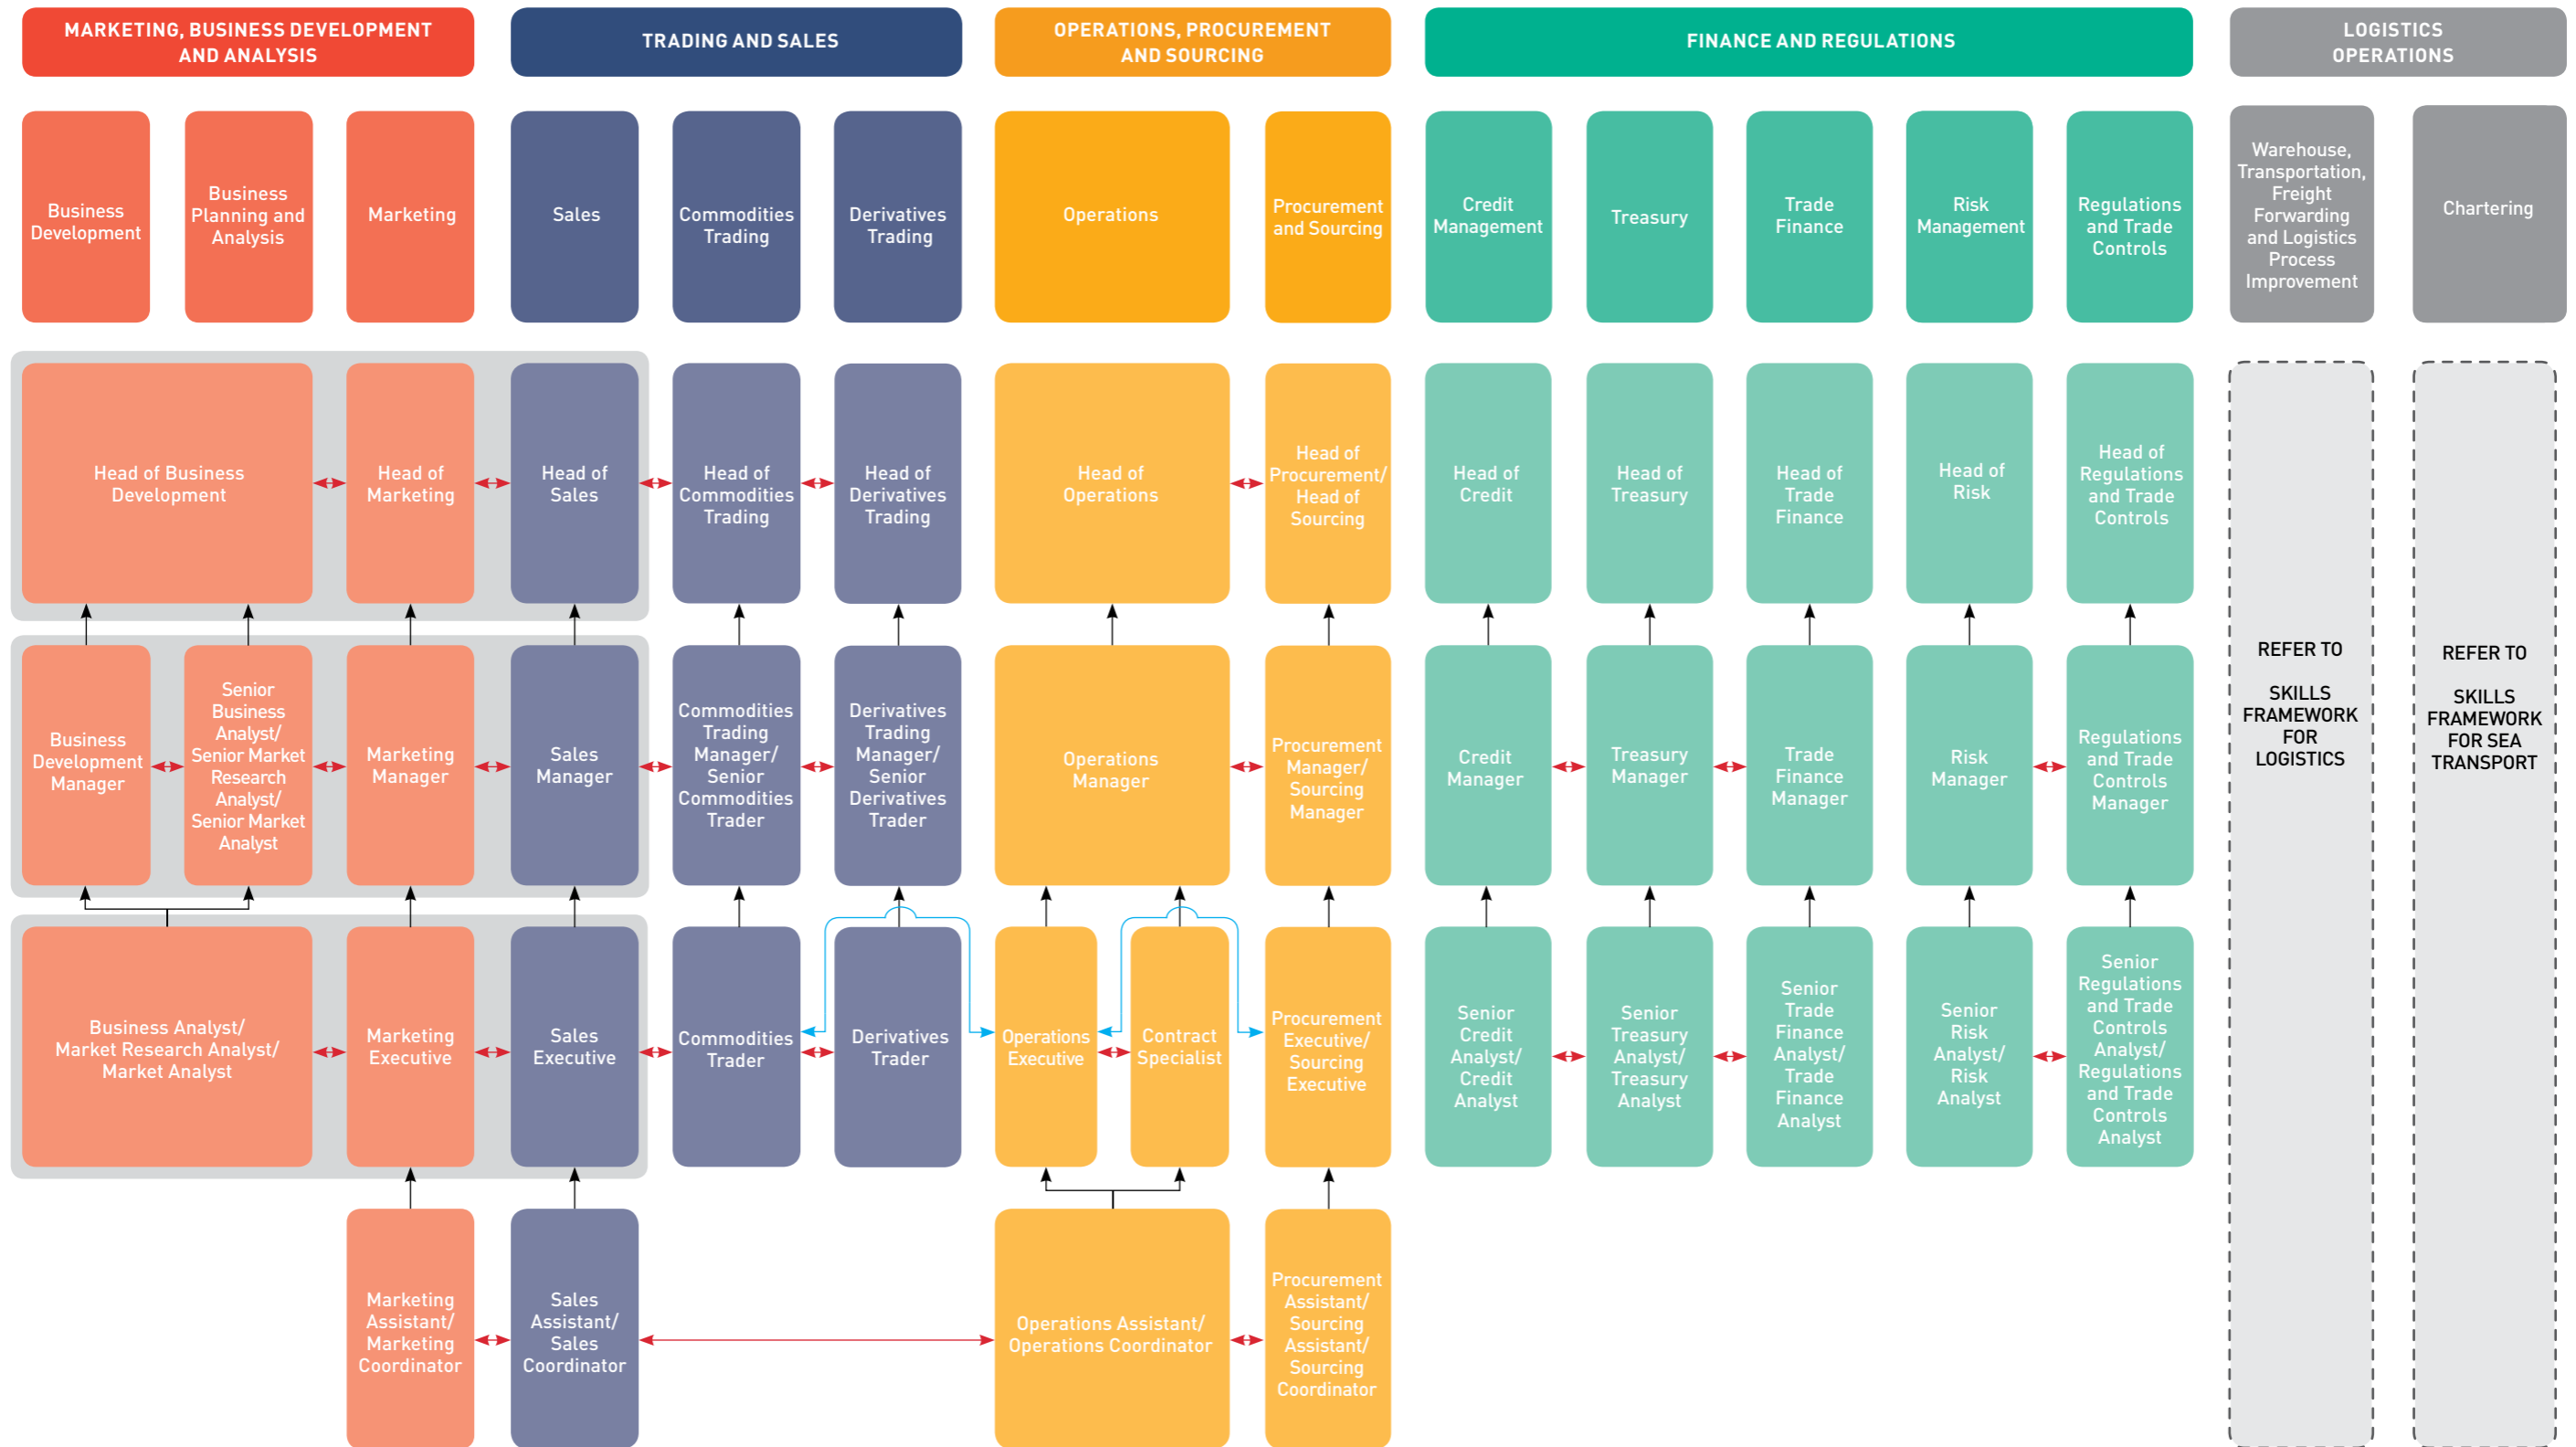 MARKETING, BUSINESS DEVELOPMENT
AND ANALYSIS
TRADING AND SALES
OPERATIONS, PROCUREMENT
AND SOURCING
FINANCE AND REGULATIONS
LOGISTICS
OPERATIONS
Business
Development
Business
Planning and
Analysis
Marketing
Sales
Commodities
Trading
Derivatives
Trading
Operations
Procurement
and Sourcing
Credit
Management
Treasury
Trade
Finance
Risk
Management
Regulations
and Trade
Controls
Warehouse,
Transportation,
Freight
Forwarding
and Logistics
Process
Improvement
Chartering
Head of Business
Development
Head of
Marketing
Head of
Sales
Head of
Commodities
Trading
Head of
Derivatives
Trading
Head of
Operations
Head of
Procurement/
Head of
Sourcing
Head of
Credit
Head of
Treasury
Head of
Trade
Finance
Head of
Risk
Head of
Regulations
and Trade
Controls
Business
Development
Manager
Senior
Business
Analyst/
Senior Market
Research
Analyst/
Senior Market
Analyst
Marketing
Manager
Sales
Manager
Commodities
Trading
Manager/
Senior
Commodities
Trader
Derivatives
Trading
Manager/
Senior
Derivatives
Trader
Operations
Manager
Procurement
Manager/
Sourcing
Manager
Credit
Manager
Treasury
Manager
Trade
Finance
Manager
Risk
Manager
Regulations
and Trade
Controls
Manager
REFER TO
SKILLS
FRAMEWORK
FOR
LOGISTICS
REFER TO
SKILLS
FRAMEWORK
FOR SEA
TRANSPORT
Business Analyst/
Market Research Analyst/
Market Analyst
Marketing
Executive
Sales
Executive
Commodities
Trader
Derivatives
Trader
Operations
Executive
Contract
Specialist
Procurement
Executive/
Sourcing
Executive
Senior
Credit
Analyst/
Credit
Analyst
Senior
Treasury
Analyst/
Treasury
Analyst
Senior
Trade
Finance
Analyst/
Trade
Finance
Analyst
Senior
Risk
Analyst/
Risk
Analyst
Senior
Regulations
and Trade
Controls
Analyst/
Regulations
and Trade
Controls
Analyst
Marketing
Assistant/
Marketing
Coordinator
Sales
Assistant/
Sales
Coordinator
Operations Assistant/
Operations Coordinator
Procurement
Assistant/
Sourcing
Assistant/
Sourcing
Coordinator